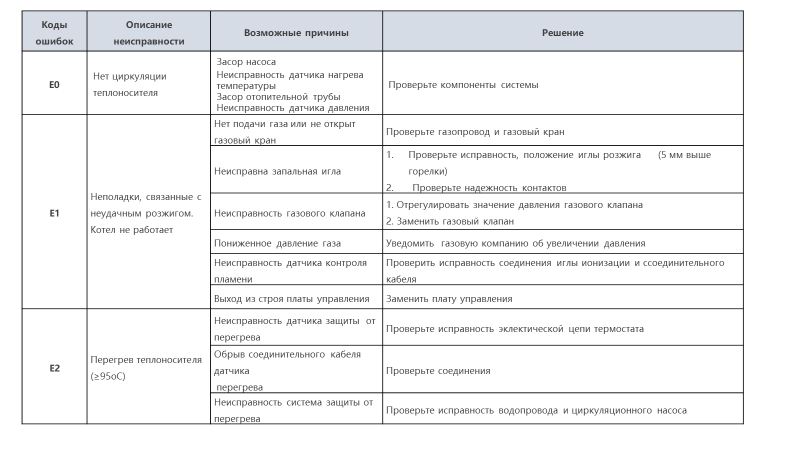 Коды
ошибок
Описание
неисправности
Возможные причины
Решение
E0
Нет циркуляции
теплоносителя
Засор насоса
Неисправность датчика нагрева
температуры
Засор отопительной трубы
Неисправность датчика давления
Проверьте компоненты системы
E1
Неполадки, связанные с
неудачным розжигом.
Котел не работает
Нет подачи газа или не открыт
газовый кран
Проверьте газопровод и газовый кран
Неисправна запальная игла
1. Проверьте исправность, положение иглы розжига (5 мм выше
горелки)
2. Проверьте надежность контактов
Неисправность газового клапана
1. Отрегулировать значение давления газового клапана
2. Заменить газовый клапан
Пониженное давление газа
Уведомить газовую компанию об увеличении давления
Неисправность датчика контроля
пламени
Проверить исправность соединения иглы ионизации и ссоединительного
кабеля
Выход из строя платы управления
Заменить плату управления
E2
Перегрев теплоносителя
(≥95оС)
Неисправность датчика защиты от
перегрева
Проверьте исправность эклектической цепи термостата
Обрыв соединительного кабеля
датчика
перегрева
Проверьте соединения
Неисправность система защиты от
перегрева
Проверьте исправность водопровода и циркуляционного насоса